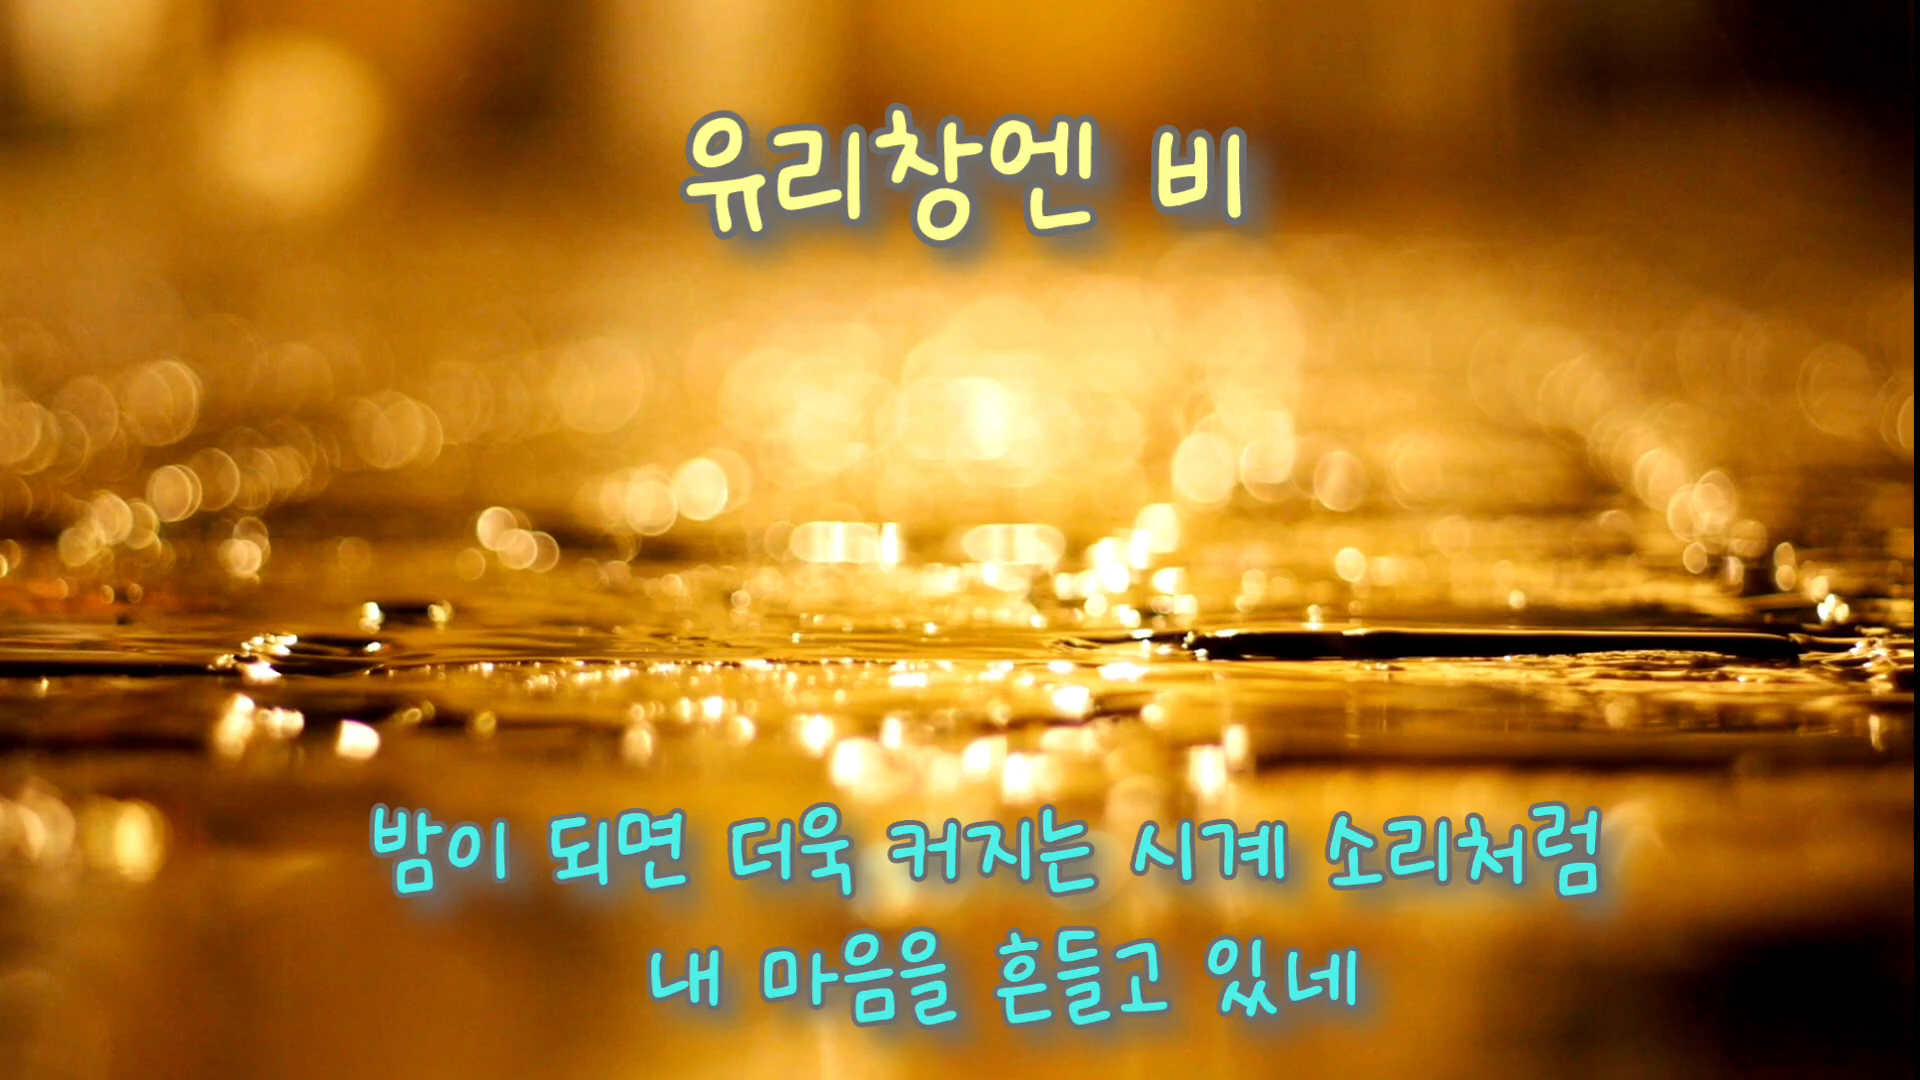 유리창엔 비
밤이 되면 더욱 커지는 시계 소리처럼
내 마음을 흔들고 있네